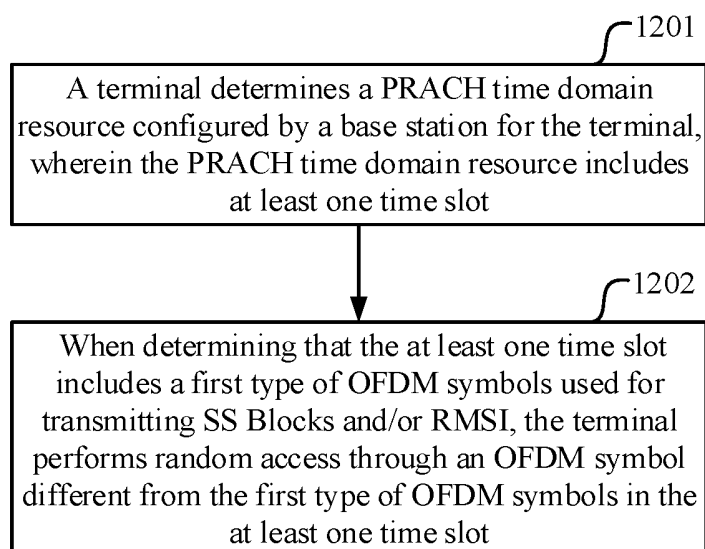 1201
A terminal determines a PRACH time domain
resource configured by a base station for the terminal,
wherein the PRACH time domain resource includes
at least one time slot
1202
When determining that the at least one time slot
includes a first type of OFDM symbols used for
transmitting SS Blocks and/or RMSI, the terminal
performs random access through an OFDM symbol
different from the first type of OFDM symbols in the
at least one time slot